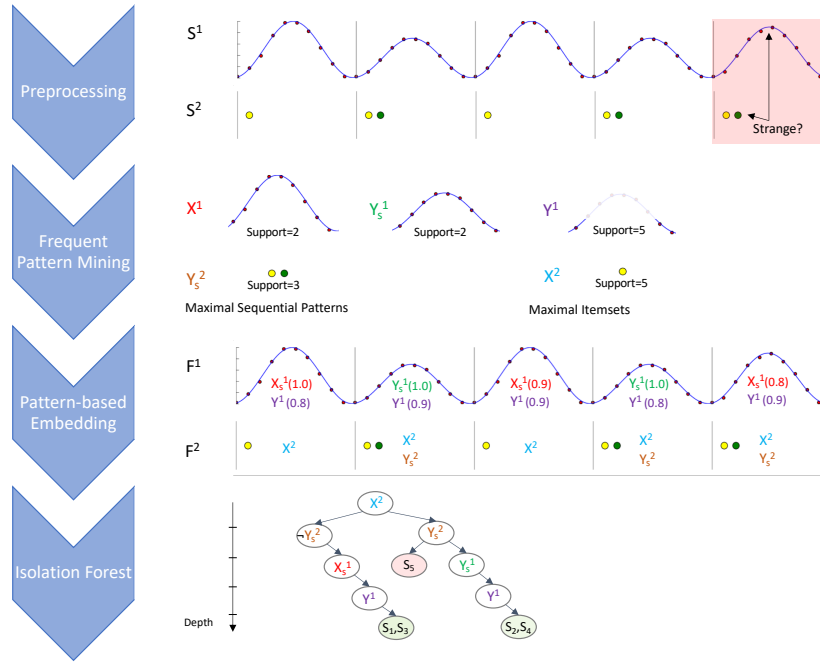 Preprocessing
S¹
S²
Strange?
Frequent
Pattern Mining
X¹
Support=2
Yₛ¹
Support=2
Y¹
Support=5
Yₛ²
Support=3
X²
Support=5
Maximal Sequential Patterns
Maximal Itemsets
Pattern-based
Embedding
F¹
Xₛ¹(1.0)
Y¹(0.8)
Yₛ¹(1.0)
Y¹(0.9)
Xₛ¹(0.9)
Y¹(0.9)
Yₛ¹(1.0)
Y¹(0.8)
Xₛ¹(0.8)
Y¹(0.9)
F²
X²
X²
Yₛ²
X²
X²
Yₛ²
X²
Yₛ²
Isolation Forest
Depth
X²
¬Yₛ²
Yₛ²
Xₛ¹
S₅
Yₛ¹
Y¹
Y¹
S₁,S₃
S₂,S₄